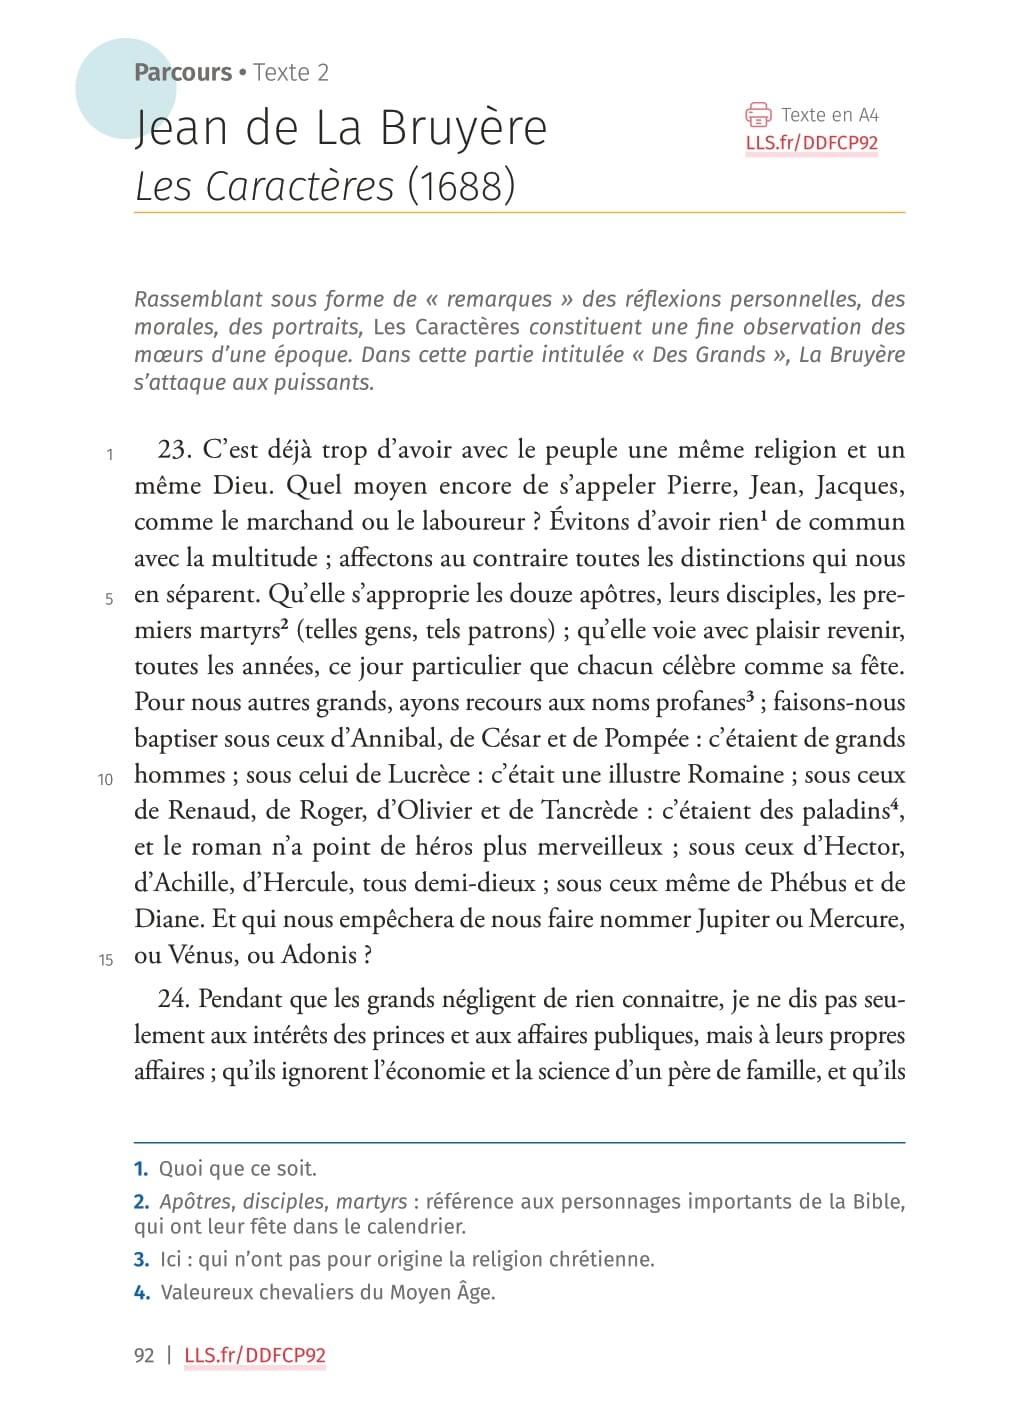 Parcours • Texte 2
Jean de La Bruyère
Les Caractères (1688)
Texte en A4
LLS.fr/DDFCP92
Rassemblant sous forme de « remarques » des réflexions personnelles, des
morales, des portraits, Les Caractères constituent une fine observation des
mœurs d’une époque. Dans cette partie intitulée « Des Grands », La Bruyère
s’attaque aux puissants.
1 23. C’est déjà trop d’avoir avec le peuple une même religion et un
même Dieu. Quel moyen encore de s’appeler Pierre, Jean, Jacques,
comme le marchand ou le laboureur ? Évitons d’avoir rien¹ de commun
avec la multitude ; affectons au contraire toutes les distinctions qui nous
5 en séparent. Qu’elle s’approprie les douze apôtres, leurs disciples, les pre-
miers martyrs² (telles gens, tels patrons) ; qu’elle voie avec plaisir revenir,
toutes les années, ce jour particulier que chacun célèbre comme sa fête.
Pour nous autres grands, ayons recours aux noms profanes³ ; faisons-nous
baptiser sous ceux d’Annibal, de César et de Pompée : c’étaient de grands
10 hommes ; sous celui de Lucrèce : c’était une illustre Romaine ; sous ceux
de Renaud, de Roger, d’Olivier et de Tancrède : c’étaient des paladins⁴,
et le roman n’a point de héros plus merveilleux ; sous ceux d’Hector,
d’Achille, d’Hercule, tous demi-dieux ; sous ceux même de Phébus et de
Diane. Et qui nous empêchera de nous faire nommer Jupiter ou Mercure,
15 ou Vénus, ou Adonis ?
24. Pendant que les grands négligent de rien connaitre, je ne dis pas seu-
lement aux intérêts des princes et aux affaires publiques, mais à leurs propres
affaires ; qu’ils ignorent l’économie et la science d’un père de famille, et qu’ils
1. Quoi que ce soit.
2. Apôtres, disciples, martyrs : référence aux personnages importants de la Bible,
qui ont leur fête dans le calendrier.
3. Ici : qui n’ont pas pour origine la religion chrétienne.
4. Valeureux chevaliers du Moyen Âge.
92 | LLS.fr/DDFCP92